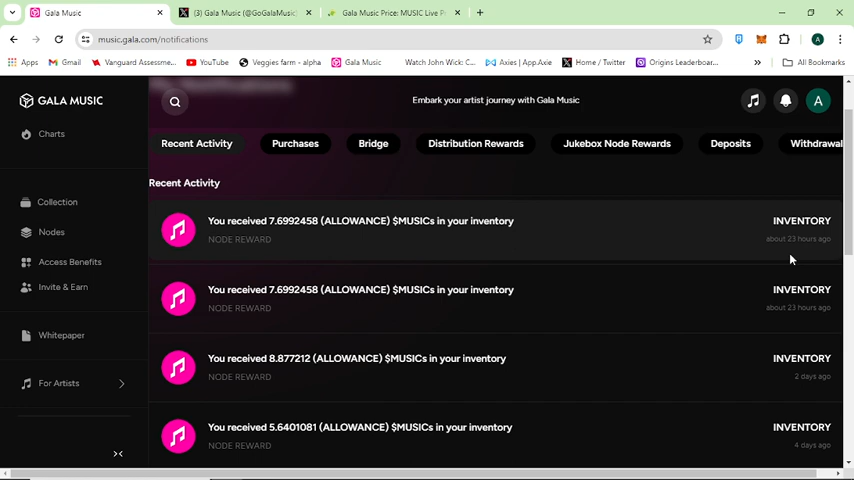 Gala Music
(3) Gala Music (@GoGalaMusic)
Gala Music Price: MUSIC Live P
music.gala.com/notifications
Apps
Gmail
Vanguard Assessme...
YouTube
Veggies farm - alpha
Gala Music
Watch John Wick: C...
Axies | App.Axie
Home / Twitter
Origins Leaderboar...
»
All Bookmarks
GALA MUSIC
Embark your artist journey with Gala Music
A
Charts
Collection
Nodes
Access Benefits
Invite & Earn
Whitepaper
For Artists
Recent Activity
Purchases
Bridge
Distribution Rewards
Jukebox Node Rewards
Deposits
Withdrawal
Recent Activity
You received 7.6992458 (ALLOWANCE) $MUSICs in your inventory
NODE REWARD
INVENTORY
about 23 hours ago
You received 7.6992458 (ALLOWANCE) $MUSICs in your inventory
NODE REWARD
INVENTORY
about 23 hours ago
You received 8.877212 (ALLOWANCE) $MUSICs in your inventory
NODE REWARD
INVENTORY
2 days ago
You received 5.6401081 (ALLOWANCE) $MUSICs in your inventory
NODE REWARD
INVENTORY
4 days ago